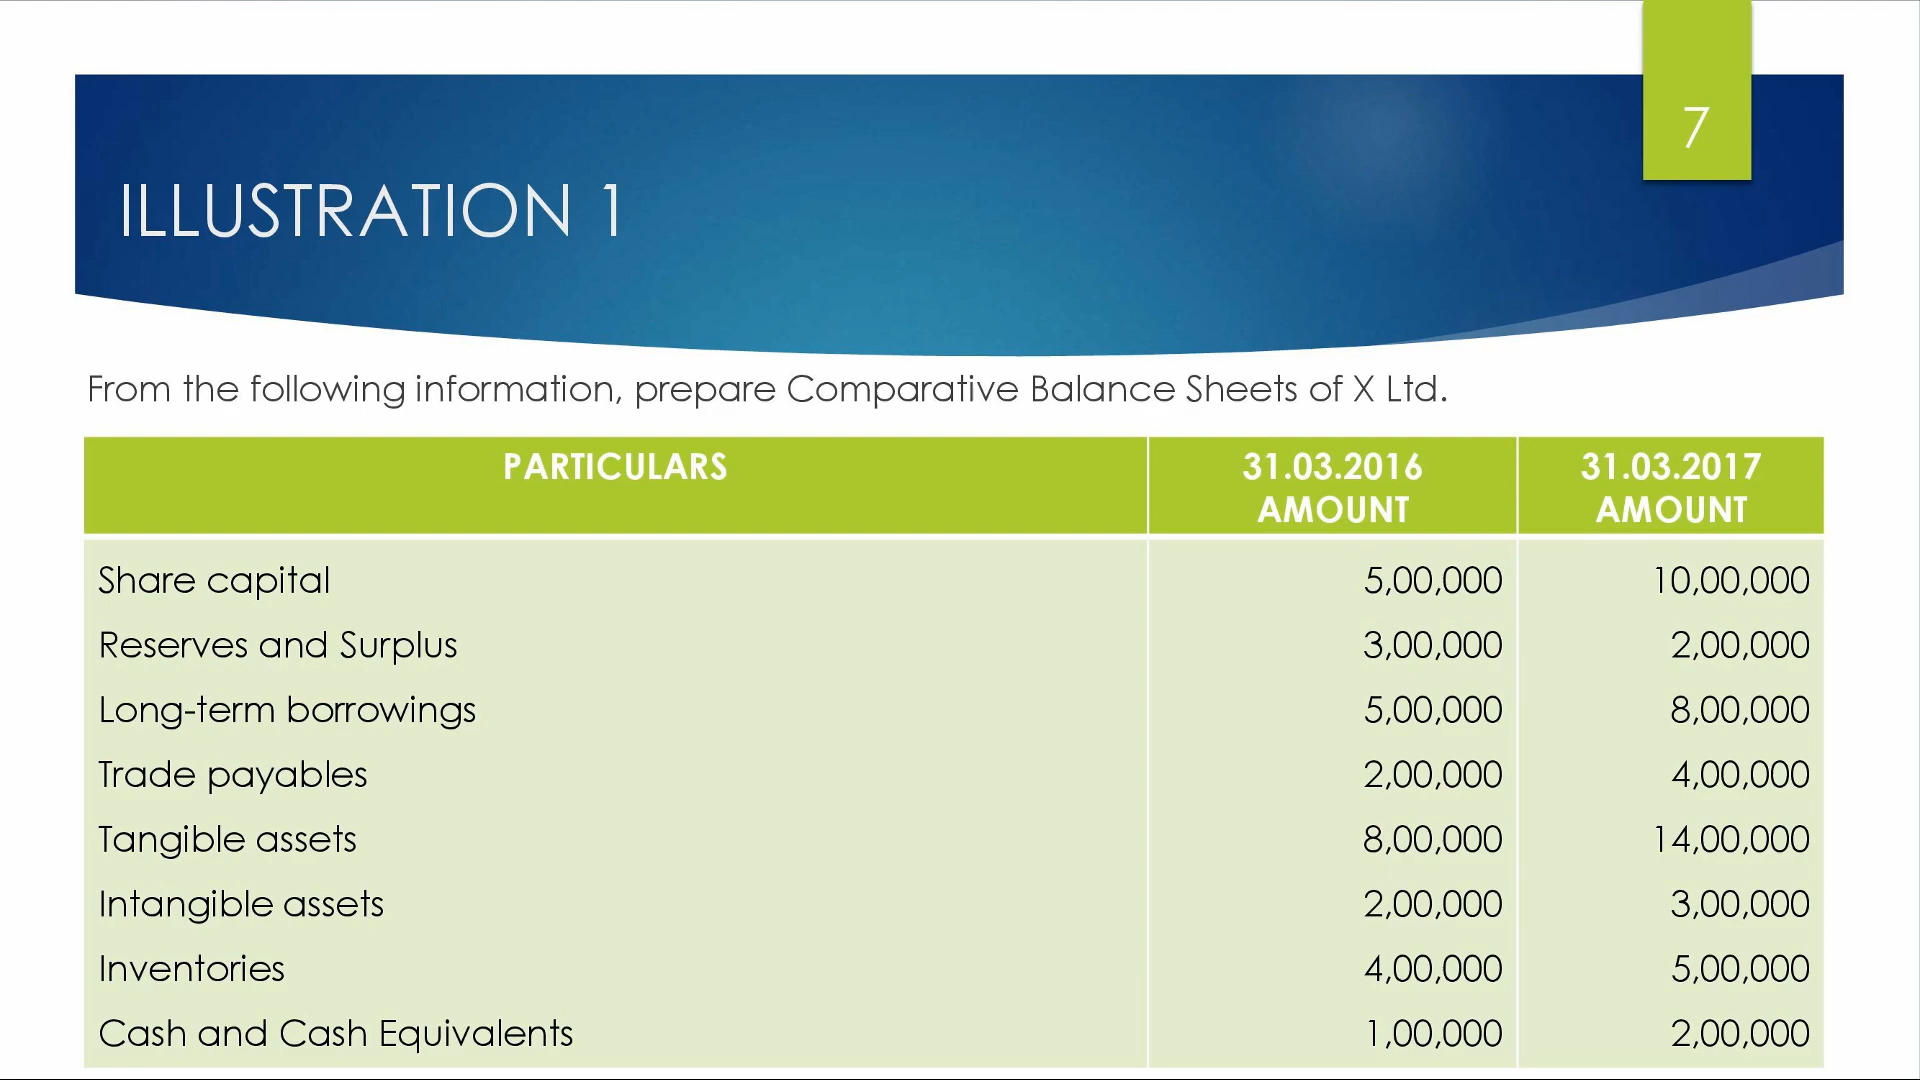 7
ILLUSTRATION 1
From the following information, prepare Comparative Balance Sheets of X Ltd.
PARTICULARS 31.03.2016 31.03.2017
AMOUNT AMOUNT
Share capital 5,00,000 10,00,000
Reserves and Surplus 3,00,000 2,00,000
Long-term borrowings 5,00,000 8,00,000
Trade payables 2,00,000 4,00,000
Tangible assets 8,00,000 14,00,000
Intangible assets 2,00,000 3,00,000
Inventories 4,00,000 5,00,000
Cash and Cash Equivalents 1,00,000 2,00,000